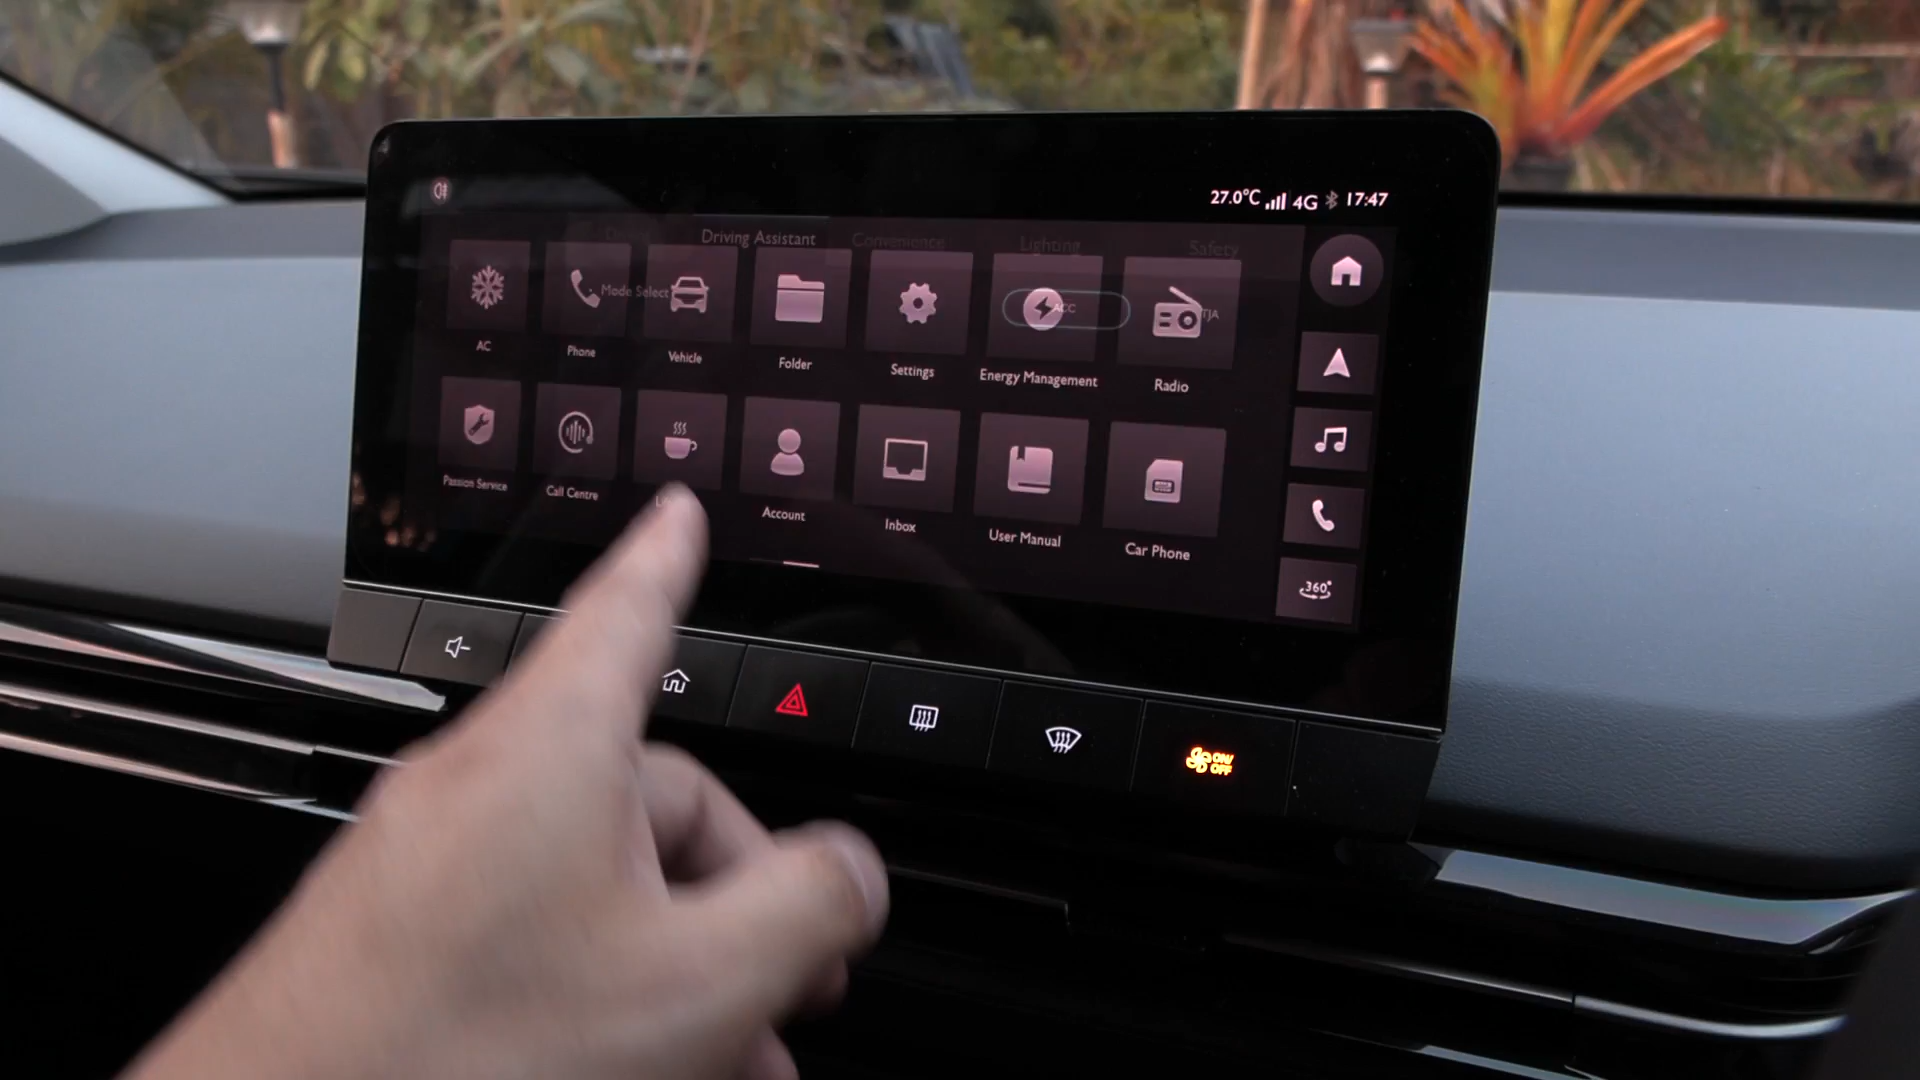 27.0°C 4G 17:47
Driving Assistant Convenience Lighting Safety
Mode Select ACC TJA
AC Phone Vehicle Folder Settings Energy Management Radio
Passion Service Call Centre Account Inbox User Manual Car Phone
360°
ON/
OFF